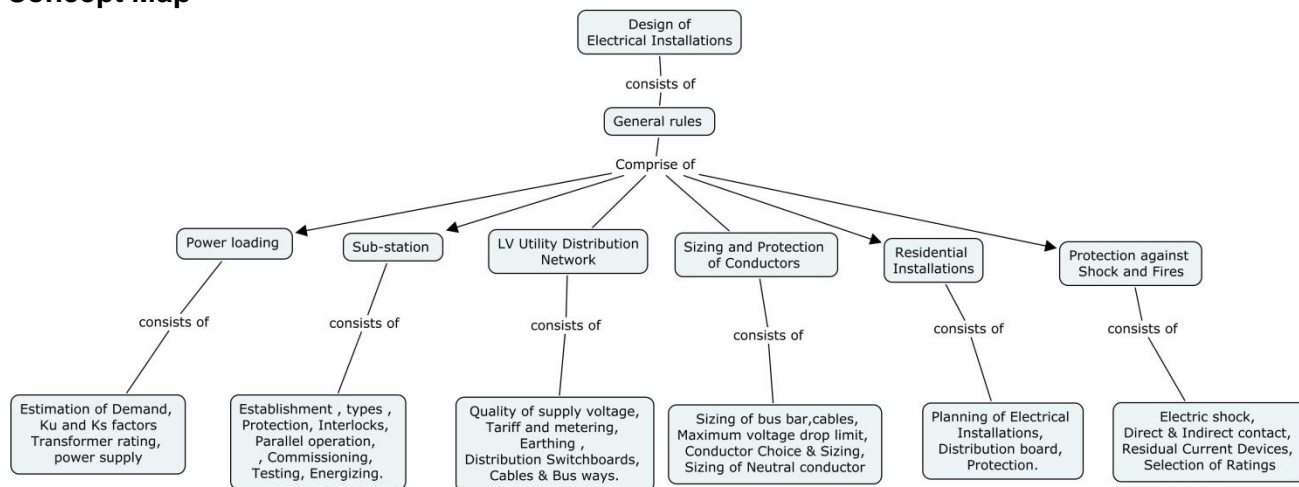 Concept Map
Design of
Electrical Installations
consists of
General rules
Comprise of
Power loading
Sub-station
LV Utility Distribution
Network
Sizing and Protection
of Conductors
Residential
Installations
Protection against
Shock and Fires
consists of
consists of
consists of
consists of
consists of
consists of
Estimation of Demand,
Ku and Ks factors
Transformer rating,
power supply
Establishment , types ,
Protection, Interlocks,
Parallel operation,
, Commissioning,
Testing, Energizing.
Quality of supply voltage,
Tariff and metering,
Earthing ,
Distribution Switchboards,
Cables & Bus ways.
Sizing of bus bar,cables,
Maximum voltage drop limit,
Conductor Choice & Sizing,
Sizing of Neutral conductor
Planning of Electrical
Installations,
Distribution board,
Protection.
Electric shock,
Direct & Indirect contact,
Residual Current Devices,
Selection of Ratings